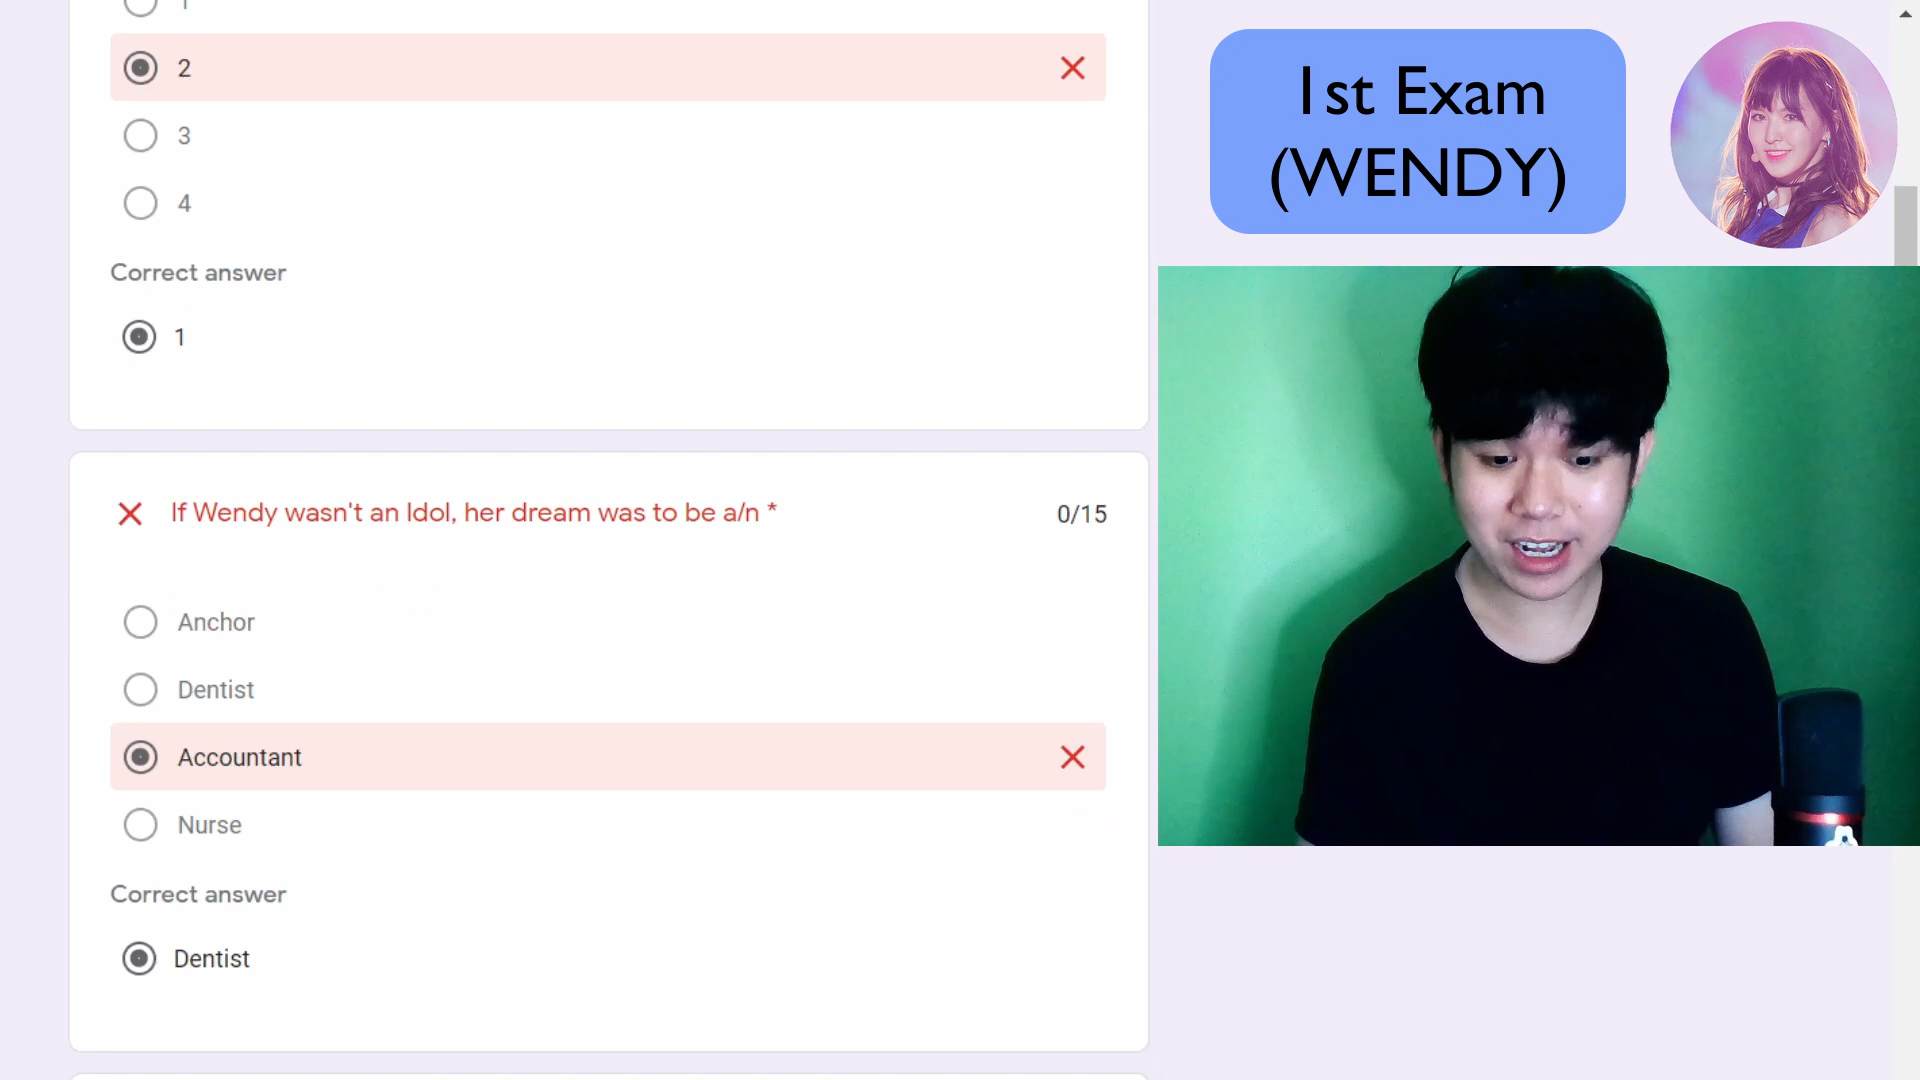 1
2
3
4
Correct answer
1
If Wendy wasn't an Idol, her dream was to be a/n *
0/15
Anchor
Dentist
Accountant
Nurse
Correct answer
Dentist
1st Exam
(WENDY)